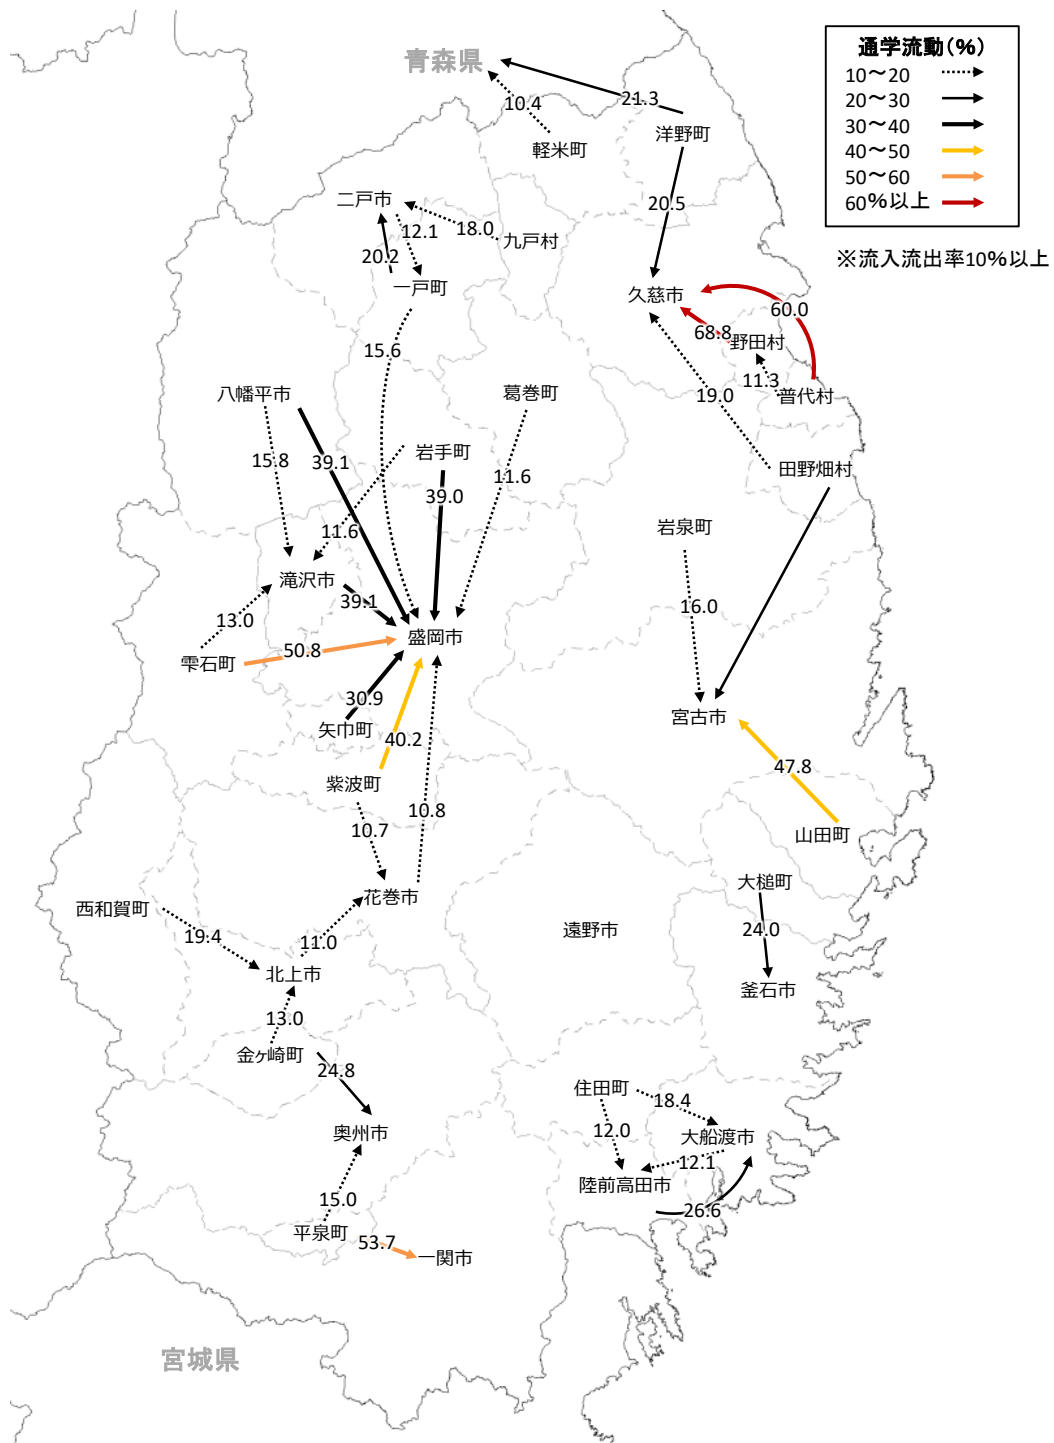 通学流動(%)
10～20
20～30
30～40
40～50
50～60
60%以上
※流入流出率10%以上
青森県
21.3
10.4
洋野町
軽米町
二戸市
20.5
12.1
18.0
九戸村
20.2
一戸町
久慈市
60.0
68.8
野田村
15.6
11.3
普代村
19.0
八幡平市
葛巻町
岩手町
15.8
39.1
39.0
11.6
田野畑村
11.6
岩泉町
滝沢市
39.1
16.0
13.0
盛岡市
50.8
雫石町
30.9
矢巾町
宮古市
40.2
47.8
紫波町
10.7
10.8
山田町
大槌町
花巻市
西和賀町
24.0
遠野市
19.4
11.0
北上市
釜石市
13.0
金ヶ崎町
24.8
住田町
18.4
奥州市
12.0
大船渡市
12.1
陸前高田市
15.0
26.6
平泉町
53.7
一関市
宮城県